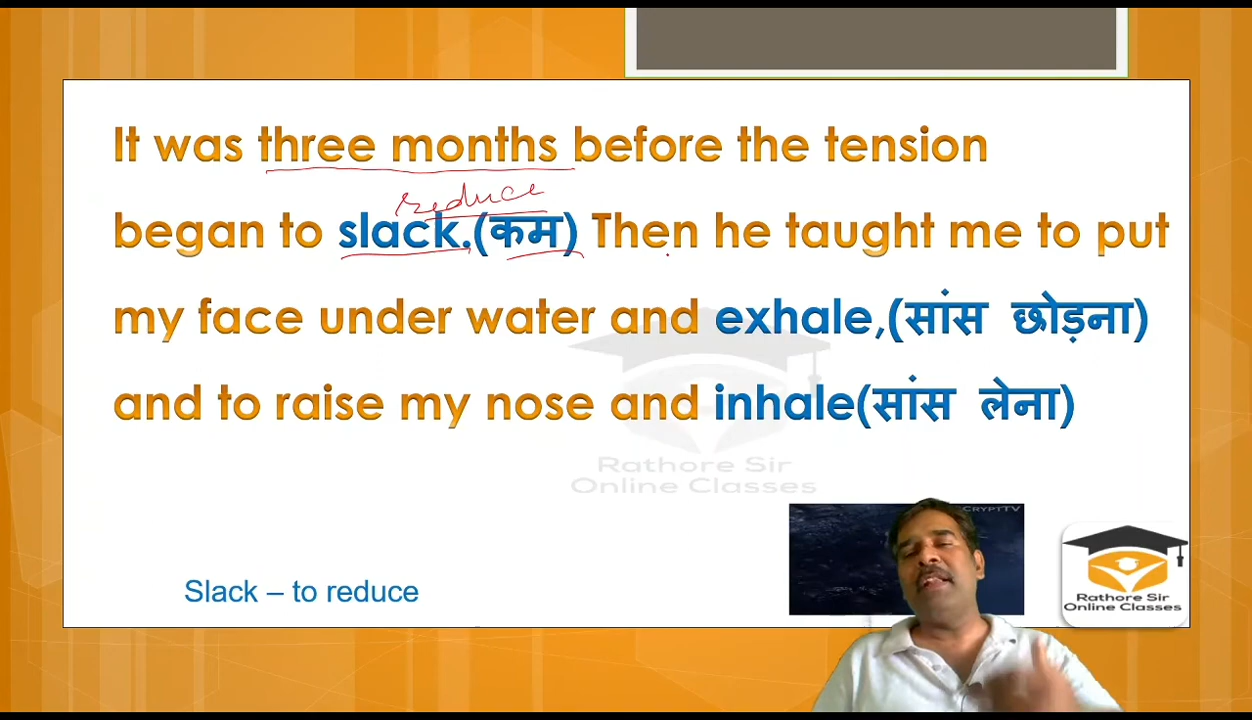 It was three months before the tension
reduce
began to slack.(कम) Then he taught me to put
my face under water and exhale,(सांस छोड़ना)
and to raise my nose and inhale(सांस लेना)
Rathore Sir
Online Classes
CRYPTTV
Slack – to reduce
Rathore Sir
Online Classes